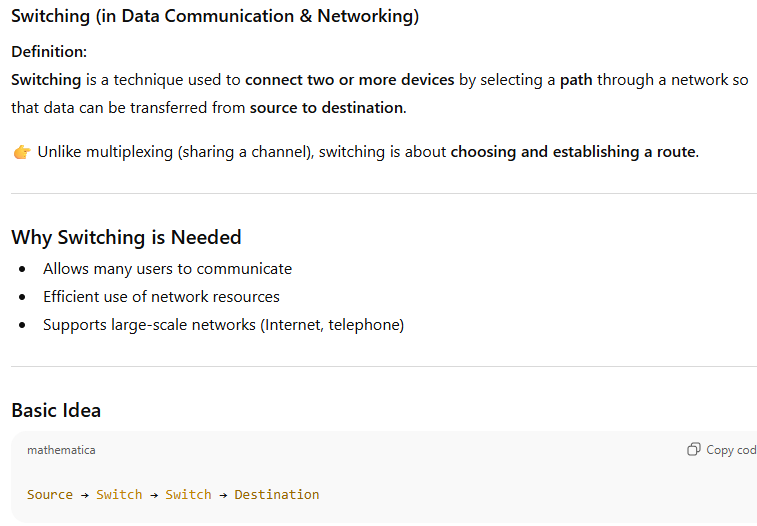 Switching (in Data Communication & Networking)
Definition:
Switching is a technique used to connect two or more devices by selecting a path through a network so
that data can be transferred from source to destination.
👉 Unlike multiplexing (sharing a channel), switching is about choosing and establishing a route.
Why Switching is Needed
• Allows many users to communicate
• Efficient use of network resources
• Supports large-scale networks (Internet, telephone)
Basic Idea
mathematica
Copy cod
Source → Switch → Switch → Destination